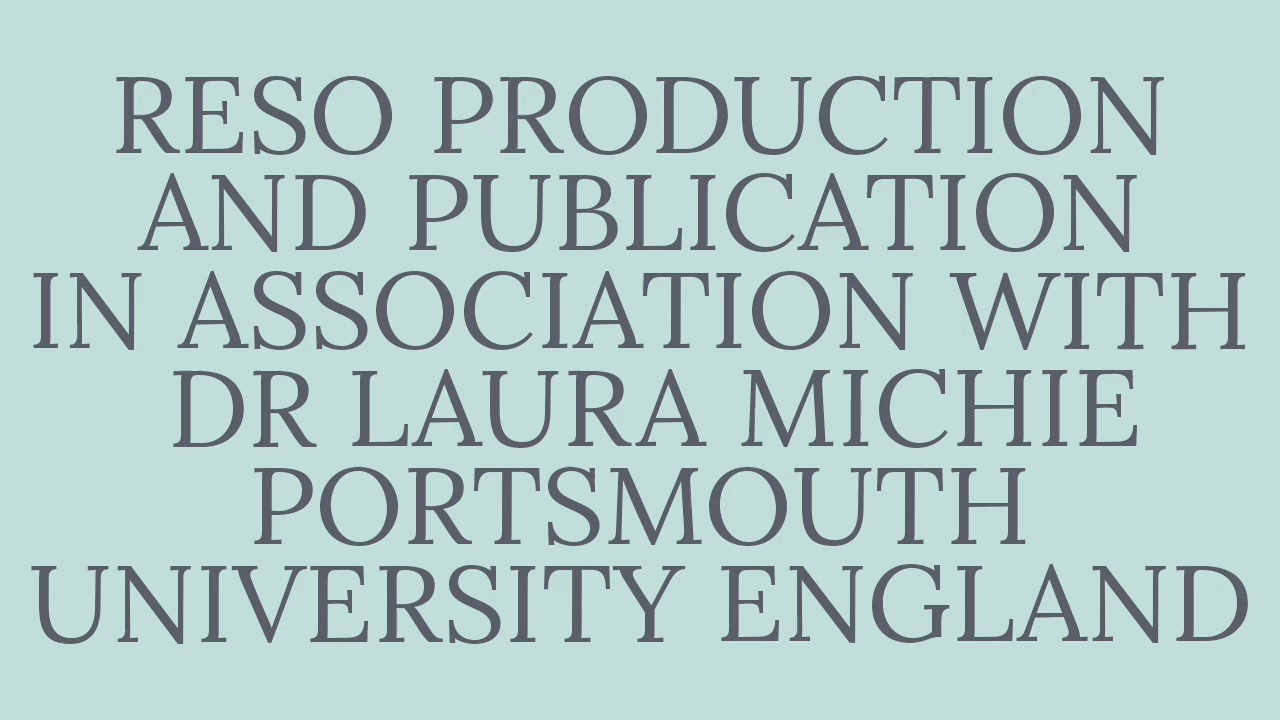 RESO PRODUCTION
AND PUBLICATION
IN ASSOCIATION WITH
DR LAURA MICHIE
PORTSMOUTH
UNIVERSITY ENGLAND